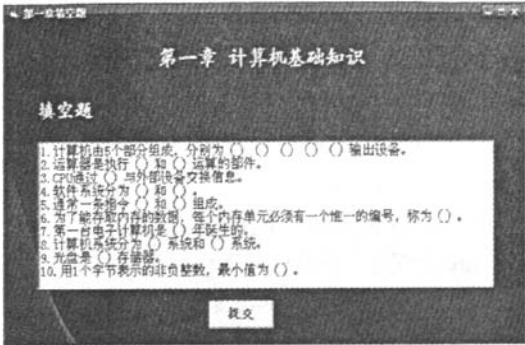 第一章填空题
第一章 计算机基础知识
填空题
1.计算机由5个部分组成，分别为（）（）（）（）（）输出设备。
2.运算器是执行（）和（）运算的部件。
3.CPU通过（）与外部设备交换信息。
4.软件系统分为（）和（）。
5.通常一条指令（）和（）组成。
6.为了能存取内存的数据，每个内存单元必须有一个惟一的编号，称为（）。
7.第一台电子计算机是（）年诞生的。
8.计算机系统分为（）系统和（）系统。
9.光盘是（）存储器。
10.用1个字节表示的非负整数，最小值为（）。
提交